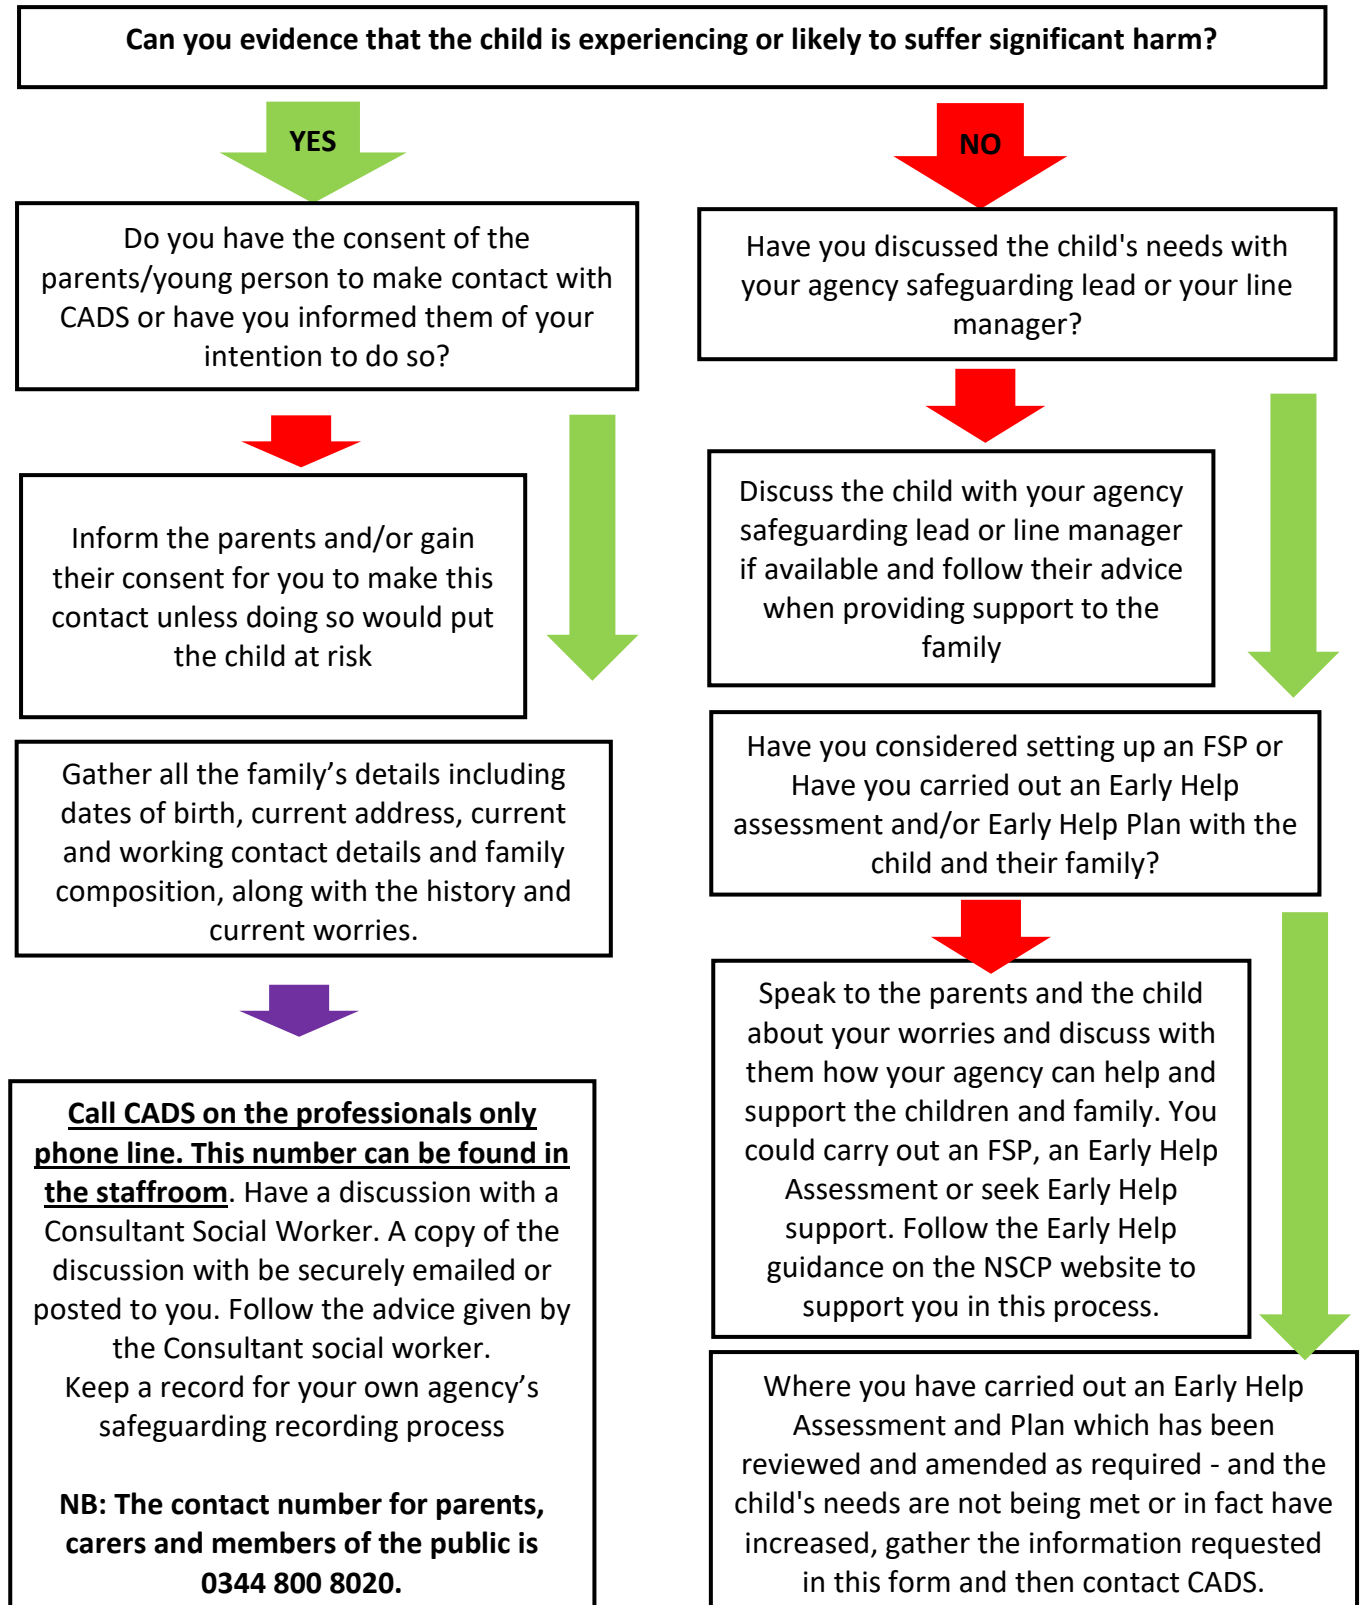 Can you evidence that the child is experiencing or likely to suffer significant harm?
YES
NO
Do you have the consent of the
parents/young person to make contact with
CADS or have you informed them of your
intention to do so?
Have you discussed the child's needs with
your agency safeguarding lead or your line
manager?
Inform the parents and/or gain
their consent for you to make this
contact unless doing so would put
the child at risk
Discuss the child with your agency
safeguarding lead or line manager
if available and follow their advice
when providing support to the
family
Gather all the family’s details including
dates of birth, current address, current
and working contact details and family
composition, along with the history and
current worries.
Have you considered setting up an FSP or
Have you carried out an Early Help
assessment and/or Early Help Plan with the
child and their family?
Call CADS on the professionals only
phone line. This number can be found in
the staffroom. Have a discussion with a
Consultant Social Worker. A copy of the
discussion with be securely emailed or
posted to you. Follow the advice given by
the Consultant social worker.
Keep a record for your own agency’s
safeguarding recording process
NB: The contact number for parents,
carers and members of the public is
0344 800 8020.
Speak to the parents and the child
about your worries and discuss with
them how your agency can help and
support the children and family. You
could carry out an FSP, an Early Help
Assessment or seek Early Help
support. Follow the Early Help
guidance on the NSCP website to
support you in this process.
Where you have carried out an Early Help
Assessment and Plan which has been
reviewed and amended as required - and the
child's needs are not being met or in fact have
increased, gather the information requested
in this form and then contact CADS.